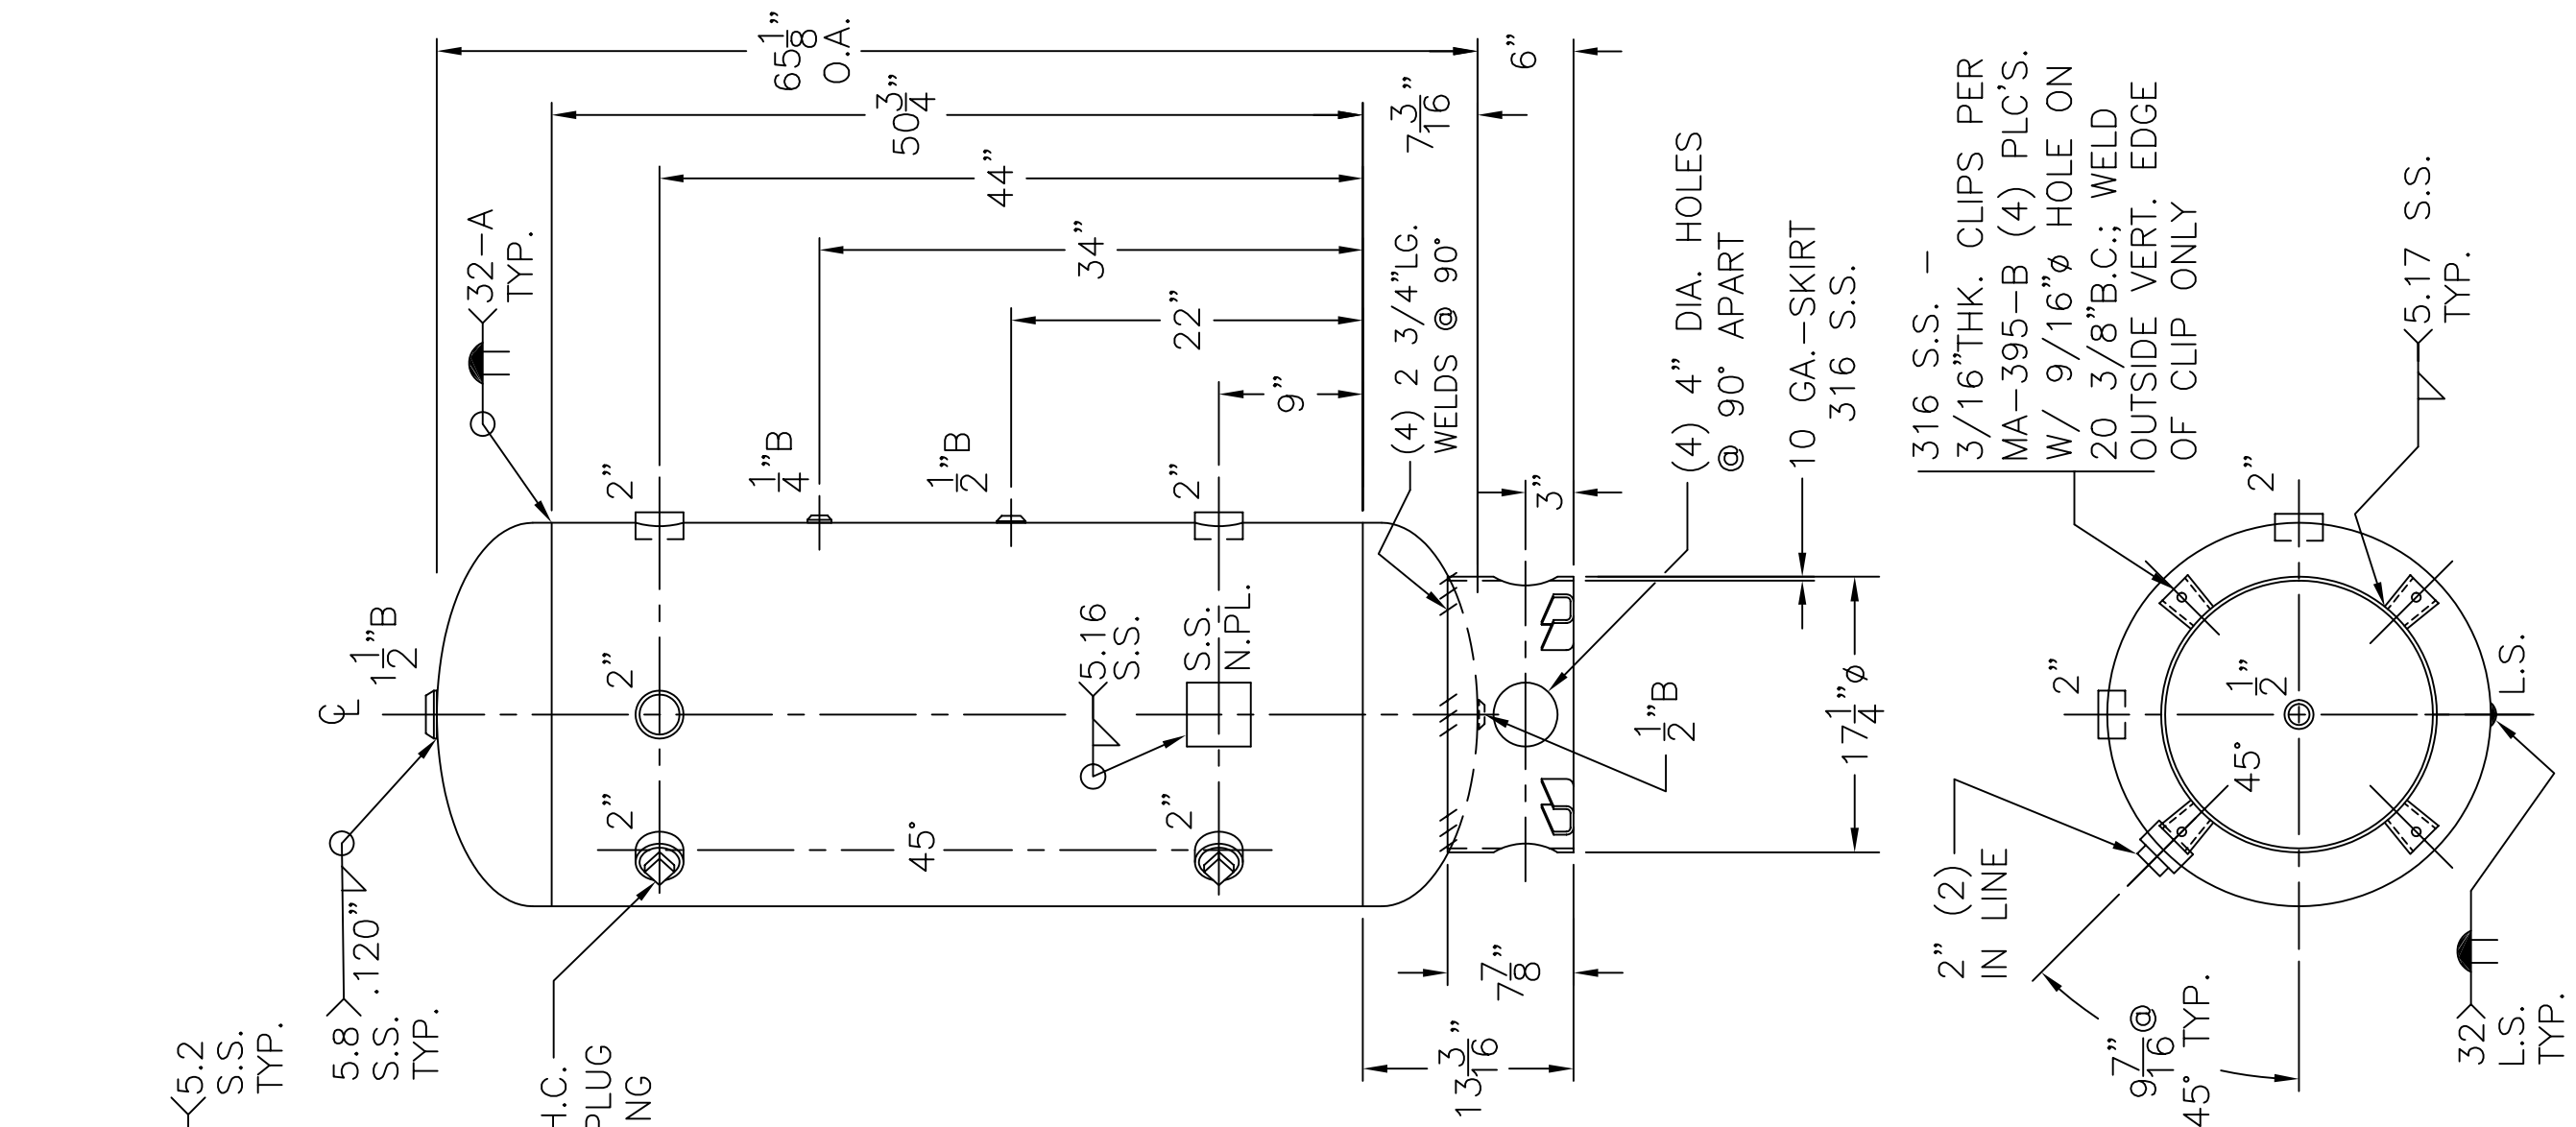 65 1/8"
O.A.
50 3/4"
44"
34"
22"
9"
7 3/16"
6"
3"
32-A
TYP.
2"
1/4"B
1/2"B
2"
(4) 2 3/4"LG.
WELDS @ 90°
(4) 4" DIA. HOLES
@ 90° APART
10 GA.-SKIRT
316 S.S.
℄
1 1/2"B
2"
5.16
S.S.
S.S.
N.PL.
1/2"B
17 1/4"ø
2"
45°
2"
5.8
.120"
S.S.
TYP.
5.2
S.S.
TYP.
H.C.
PLUG
NG
7 7/8"
13 3/16"
316 S.S. -
3/16"THK. CLIPS PER
MA-395-B (4) PLC'S.
W/ 9/16"ø HOLE ON
20 3/8"B.C.; WELD
OUTSIDE VERT. EDGE
OF CLIP ONLY
5.17 S.S.
TYP.
2"
2"
1 1/2"
45°
L.S.
2" (2)
IN LINE
9 7/16"@
45° TYP.
32
L.S.
TYP.